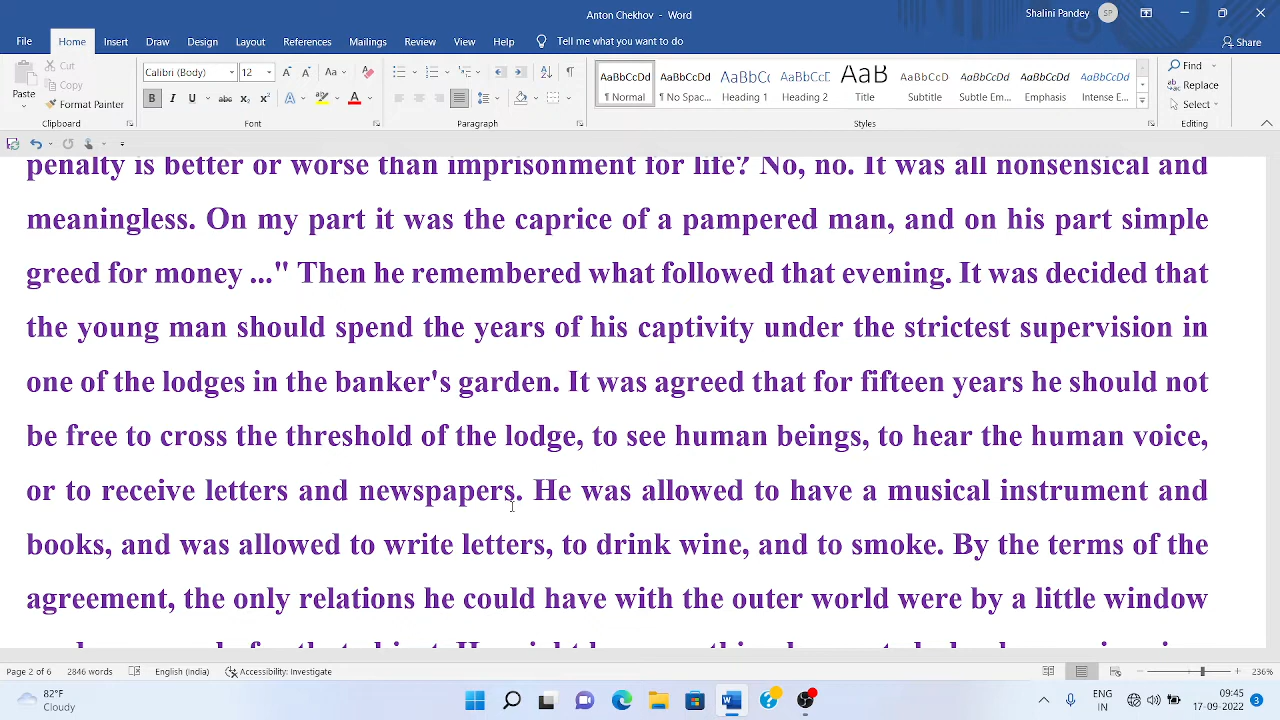 Anton Chekhov - Word
Shalini Pandey SP
File Home Insert Draw Design Layout References Mailings Review View Help Tell me what you want to do Share
Paste Cut Copy Format Painter
Calibri (Body) 12
AaBbCcDd AaBbCcDd AaBbCc AaBbCcE AaB AaBbCcD AaBbCcDd AaBbCcDd AaBbCcDd
¶ Normal ¶ No Spac... Heading 1 Heading 2 Title Subtitle Subtle Em... Emphasis Intense E...
Find Replace Select
Clipboard Font Paragraph Styles Editing
penalty is better or worse than imprisonment for life? No, no. It was all nonsensical and
meaningless. On my part it was the caprice of a pampered man, and on his part simple
greed for money ..." Then he remembered what followed that evening. It was decided that
the young man should spend the years of his captivity under the strictest supervision in
one of the lodges in the banker's garden. It was agreed that for fifteen years he should not
be free to cross the threshold of the lodge, to see human beings, to hear the human voice,
or to receive letters and newspapers. He was allowed to have a musical instrument and
books, and was allowed to write letters, to drink wine, and to smoke. By the terms of the
agreement, the only relations he could have with the outer world were by a little window
Page 2 of 6 2846 words English (India) Accessibility: Investigate 236%
82°F
Cloudy
ENG
IN
09:45
17-09-2022
3